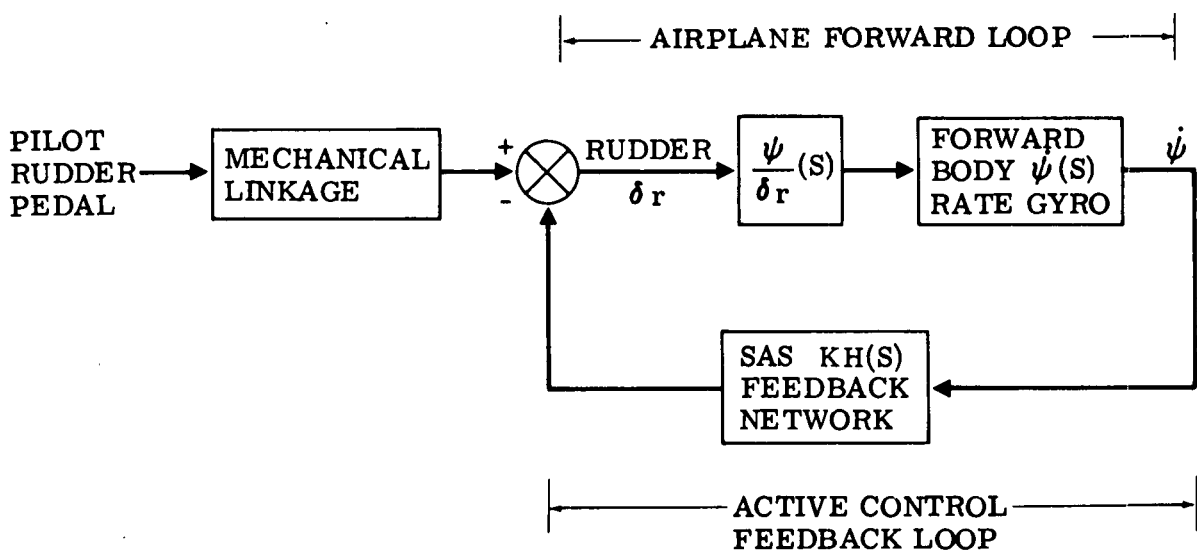 AIRPLANE FORWARD LOOP
PILOT
RUDDER
PEDAL
MECHANICAL
LINKAGE
+
-
RUDDER
δr
ψ/δr (S)
FORWARD
BODY ψ̇(S)
RATE GYRO
ψ̇
SAS KH(S)
FEEDBACK
NETWORK
ACTIVE CONTROL
FEEDBACK LOOP